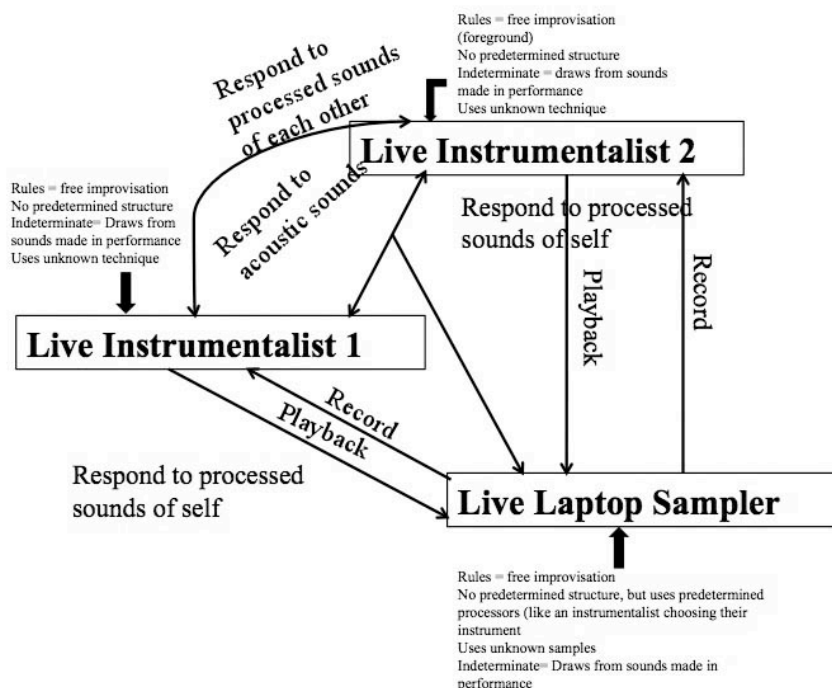 Rules = free improvisation
(foreground)
No predetermined structure
Indeterminate = draws from sounds
made in performance
Uses unknown technique
Respond to
processed sounds
of each other
Live Instrumentalist 2
Rules = free improvisation
No predetermined structure
Indeterminate= Draws from
sounds made in performance
Uses unknown technique
Respond to
acoustic sounds
Respond to processed
sounds of self
Playback
Record
Live Instrumentalist 1
Record
Playback
Respond to processed
sounds of self
Live Laptop Sampler
Rules = free improvisation
No predetermined structure, but uses predetermined
processors (like an instrumentalist choosing their
instrument
Uses unknown samples
Indeterminate= Draws from sounds made in
performance